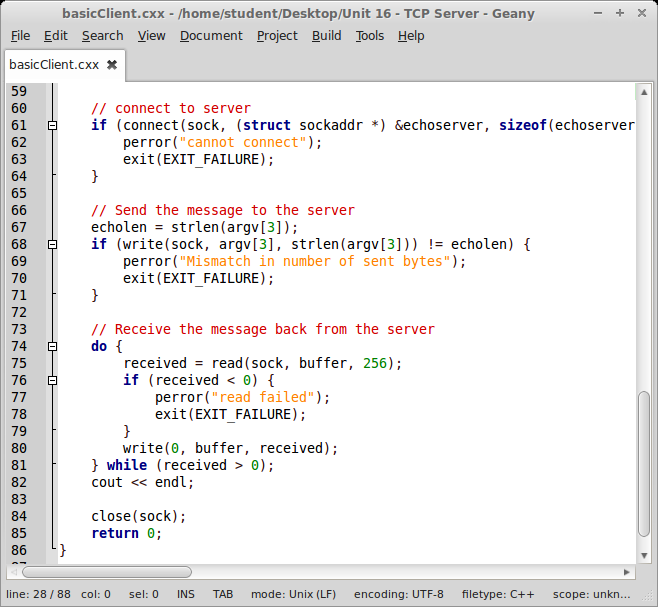 basicClient.cxx - /home/student/Desktop/Unit 16 - TCP Server - Geany
File Edit Search View Document Project Build Tools Help
basicClient.cxx
59
60 // connect to server
61 if (connect(sock, (struct sockaddr *) &echoserver, sizeof(echoserver
62 perror("cannot connect");
63 exit(EXIT_FAILURE);
64 }
65
66 // Send the message to the server
67 echolen = strlen(argv[3]);
68 if (write(sock, argv[3], strlen(argv[3])) != echolen) {
69 perror("Mismatch in number of sent bytes");
70 exit(EXIT_FAILURE);
71 }
72
73 // Receive the message back from the server
74 do {
75 received = read(sock, buffer, 256);
76 if (received < 0) {
77 perror("read failed");
78 exit(EXIT_FAILURE);
79 }
80 write(0, buffer, received);
81 } while (received > 0);
82 cout << endl;
83
84 close(sock);
85 return 0;
86 }
line: 28 / 88 col: 0 sel: 0 INS TAB mode: Unix (LF) encoding: UTF-8 filetype: C++ scope: unkn...